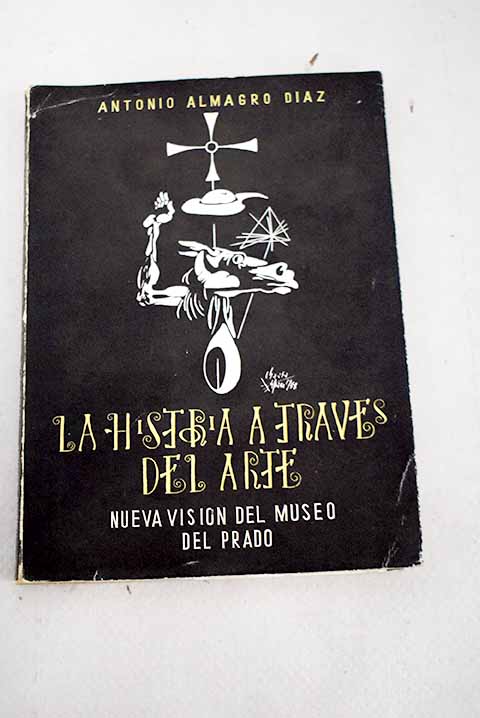 ANTONIO ALMAGRO DIAZ
LA HISTORIA A TRAVES
DEL ARTE
NUEVA VISION DEL MUSEO
DEL PRADO